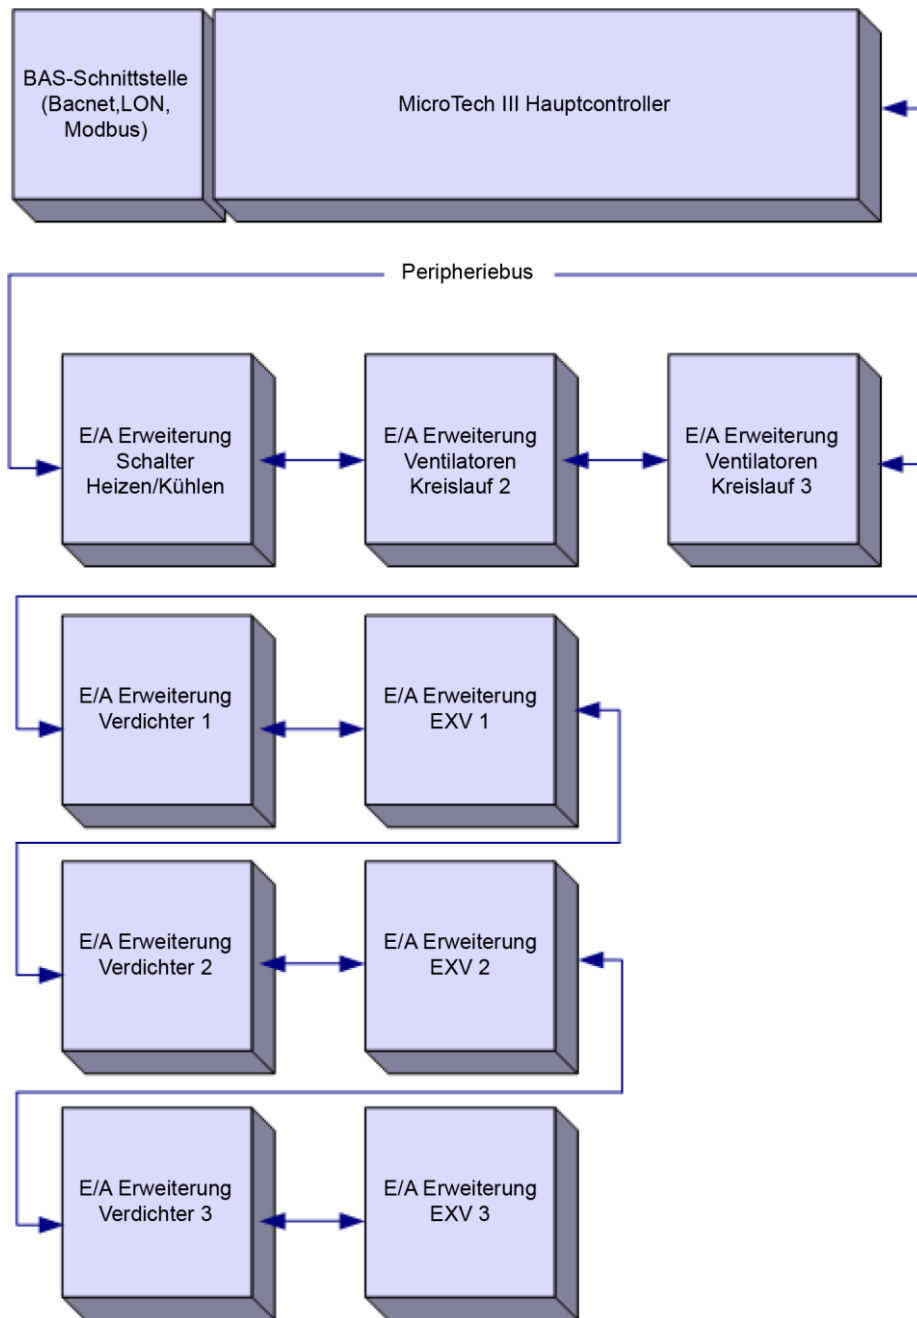 BAS-Schnittstelle
(Bacnet,LON,
Modbus)
MicroTech III Hauptcontroller
Peripheriebus
E/A Erweiterung
Schalter
Heizen/Kühlen
E/A Erweiterung
Ventilatoren
Kreislauf 2
E/A Erweiterung
Ventilatoren
Kreislauf 3
E/A Erweiterung
Verdichter 1
E/A Erweiterung
EXV 1
E/A Erweiterung
Verdichter 2
E/A Erweiterung
EXV 2
E/A Erweiterung
Verdichter 3
E/A Erweiterung
EXV 3